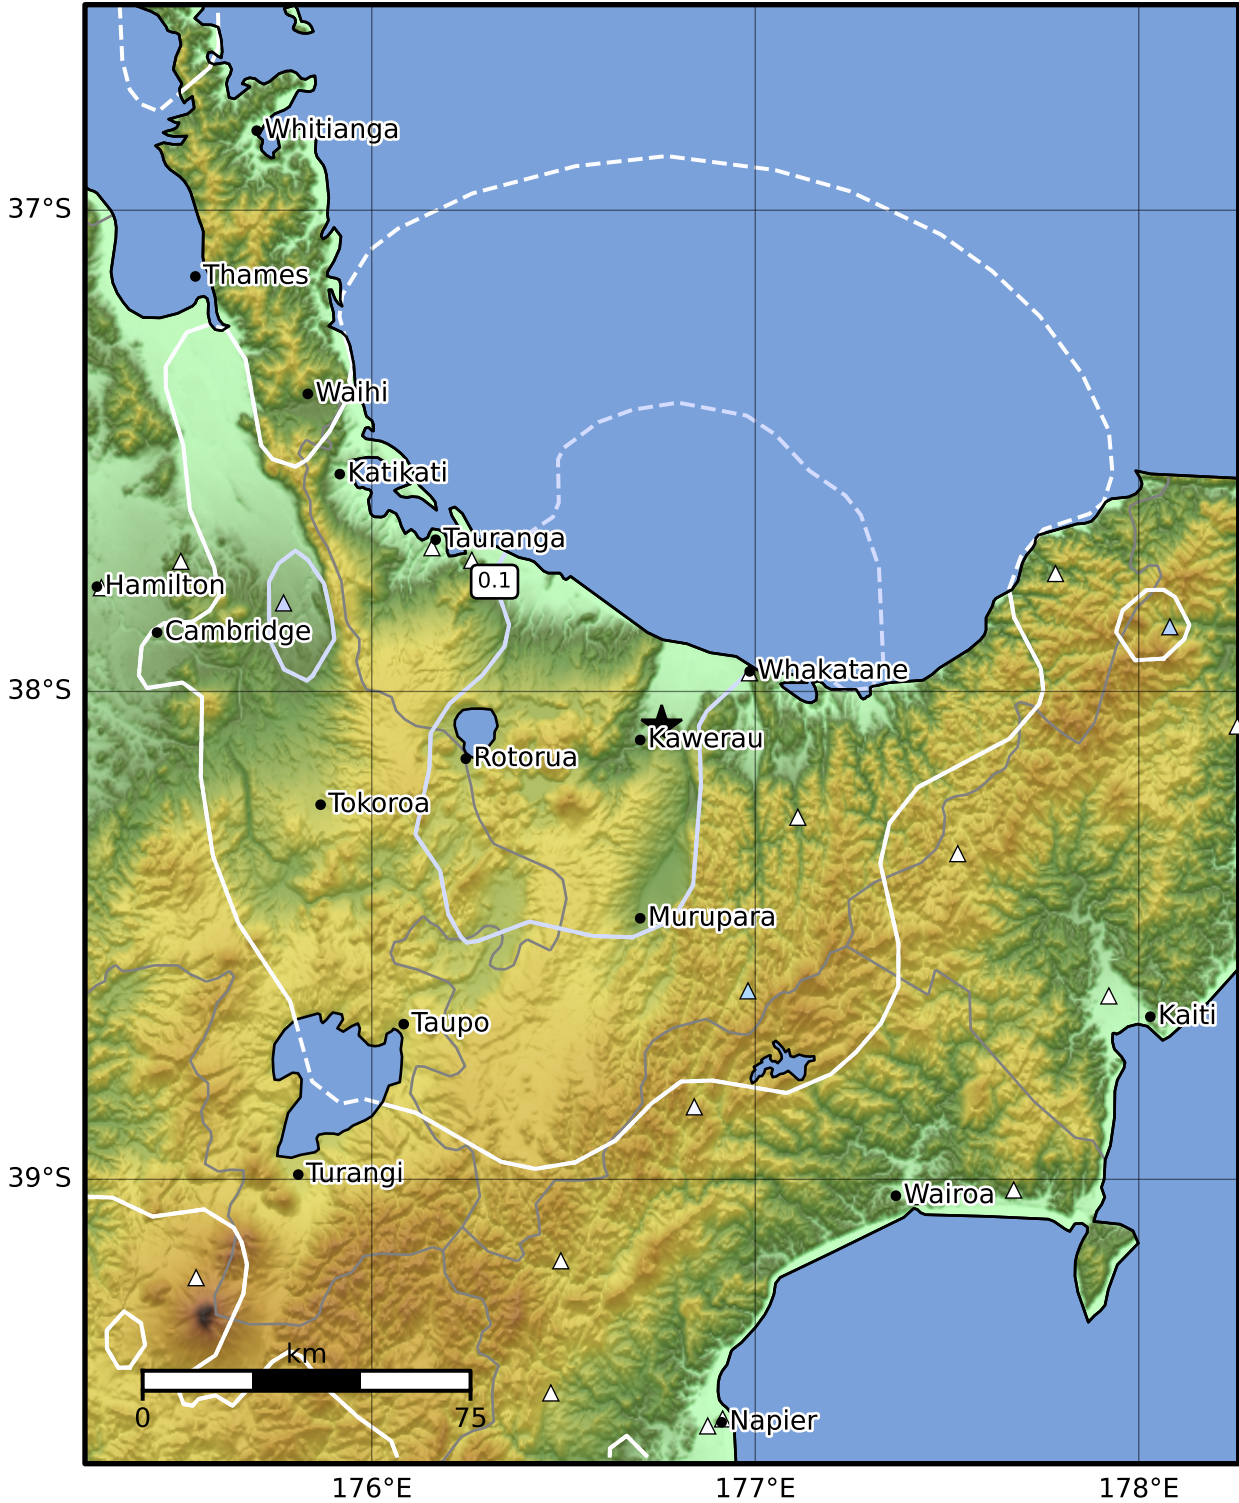 Whitianga
37°S
Thames
Waihi
Katikati
Tauranga
0.1
Hamilton
Cambridge
Whakatane
38°S
Kawerau
Rotorua
Tokoroa
Murupara
Taupo
Kaiti
39°S
Turangi
Wairoa
km
0 75
Napier
176°E 177°E 178°E